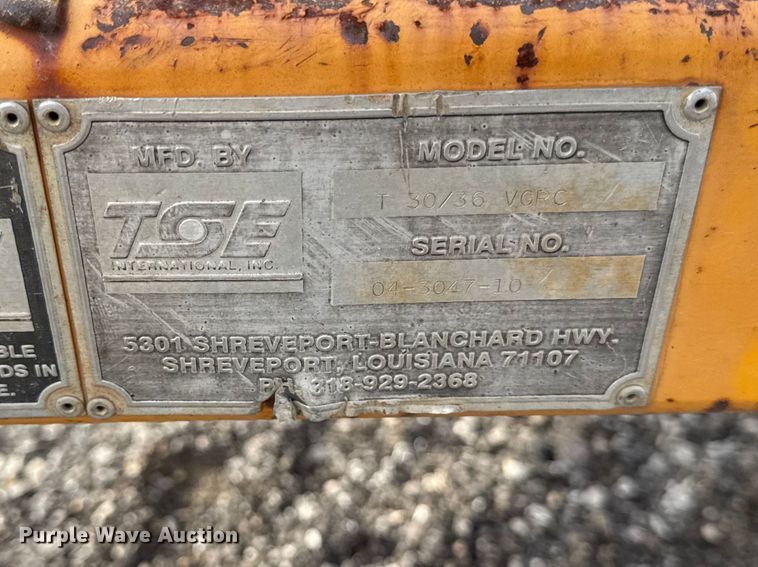 MFD. BY
TSE
INTERNATIONAL, INC.
MODEL NO.
T 30/36 VGRC
SERIAL NO.
04-3047-10
5301 SHREVEPORT-BLANCHARD HWY.
SHREVEPORT, LOUISIANA 71107
PH. 318-929-2368
BLE
DS IN
E.
Purple Wave Auction